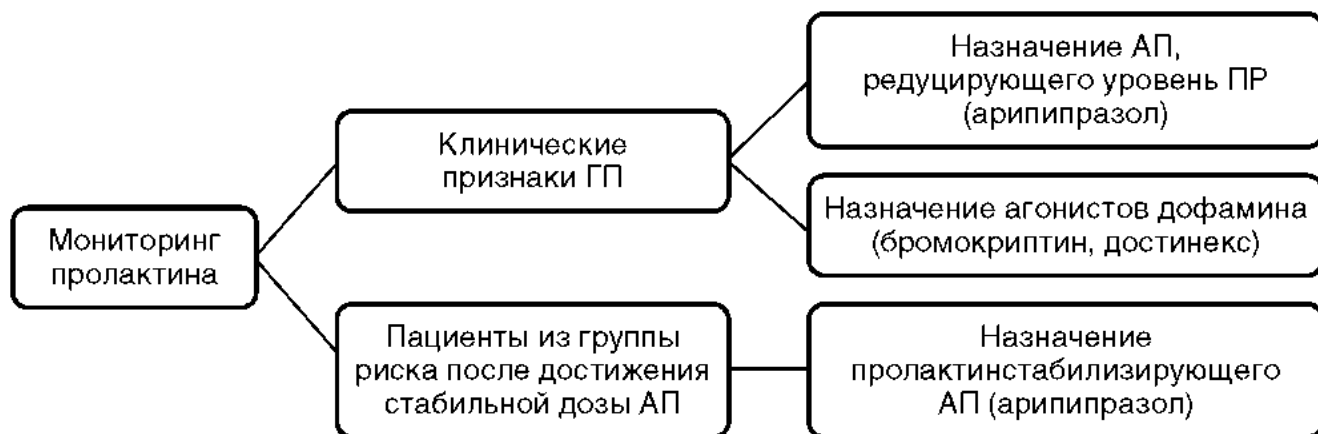 Мониторинг
пролактина
Клинические
признаки ГП
Назначение АП,
редуцирующего уровень ПР
(арипипразол)
Назначение агонистов дофамина
(бромокриптин, достинекс)
Пациенты из группы
риска после достижения
стабильной дозы АП
Назначение
пролактинстабилизирующего
АП (арипипразол)